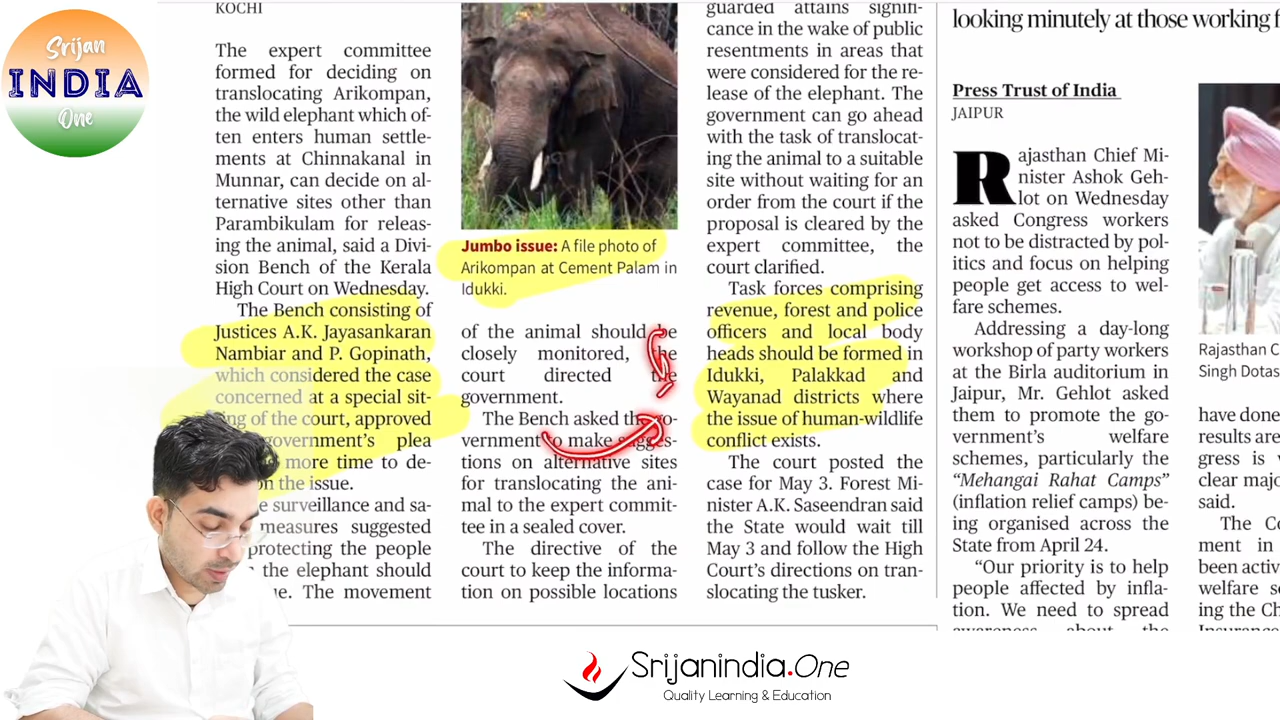 Srijan
INDIA
One
KOCHI
The expert committee
formed for deciding on
translocating Arikompan,
the wild elephant which of-
ten enters human settle-
ments at Chinnakanal in
Munnar, can decide on al-
ternative sites other than
Parambikulam for releas-
ing the animal, said a Divi-
sion Bench of the Kerala
High Court on Wednesday.
The Bench consisting of
Justices A.K. Jayasankaran
Nambiar and P. Gopinath,
which considered the case
concerned at a special sit-
ting of the court, approved
government's plea
more time to de-
on the issue.
surveillance and sa-
measures suggested
protecting the people
the elephant should
The movement
Jumbo issue: A file photo of
Arikompan at Cement Palam in
Idukki.
of the animal should be
closely monitored, the
court directed the
government.
The Bench asked the go-
vernment to make sugges-
tions on alternative sites
for translocating the ani-
mal to the expert commit-
tee in a sealed cover.
The directive of the
court to keep the informa-
tion on possible locations
guarded attains signifi-
cance in the wake of public
resentments in areas that
were considered for the re-
lease of the elephant. The
government can go ahead
with the task of translocat-
ing the animal to a suitable
site without waiting for an
order from the court if the
proposal is cleared by the
expert committee, the
court clarified.
Task forces comprising
revenue, forest and police
officers and local body
heads should be formed in
Idukki, Palakkad and
Wayanad districts where
the issue of human-wildlife
conflict exists.
The court posted the
case for May 3. Forest Mi-
nister A.K. Saseendran said
the State would wait till
May 3 and follow the High
Court's directions on tran-
slocating the tusker.
looking minutely at those working f
Press Trust of India
JAIPUR
Rajasthan Chief Mi-
nister Ashok Geh-
lot on Wednesday
asked Congress workers
not to be distracted by pol-
itics and focus on helping
people get access to wel-
fare schemes.
Addressing a day-long
workshop of party workers
at the Birla auditorium in
Jaipur, Mr. Gehlot asked
them to promote the go-
vernment's welfare
schemes, particularly the
“Mehangai Rahat Camps”
(inflation relief camps) be-
ing organised across the
State from April 24.
“Our priority is to help
people affected by infla-
tion. We need to spread
awareness about the
Rajasthan C
Singh Dotas
have done
results are
gress is
clear majo
said.
The Co
ment in
been activ
welfare s
ing the Ch
Insurance
Srijanindia.One
Quality Learning & Education